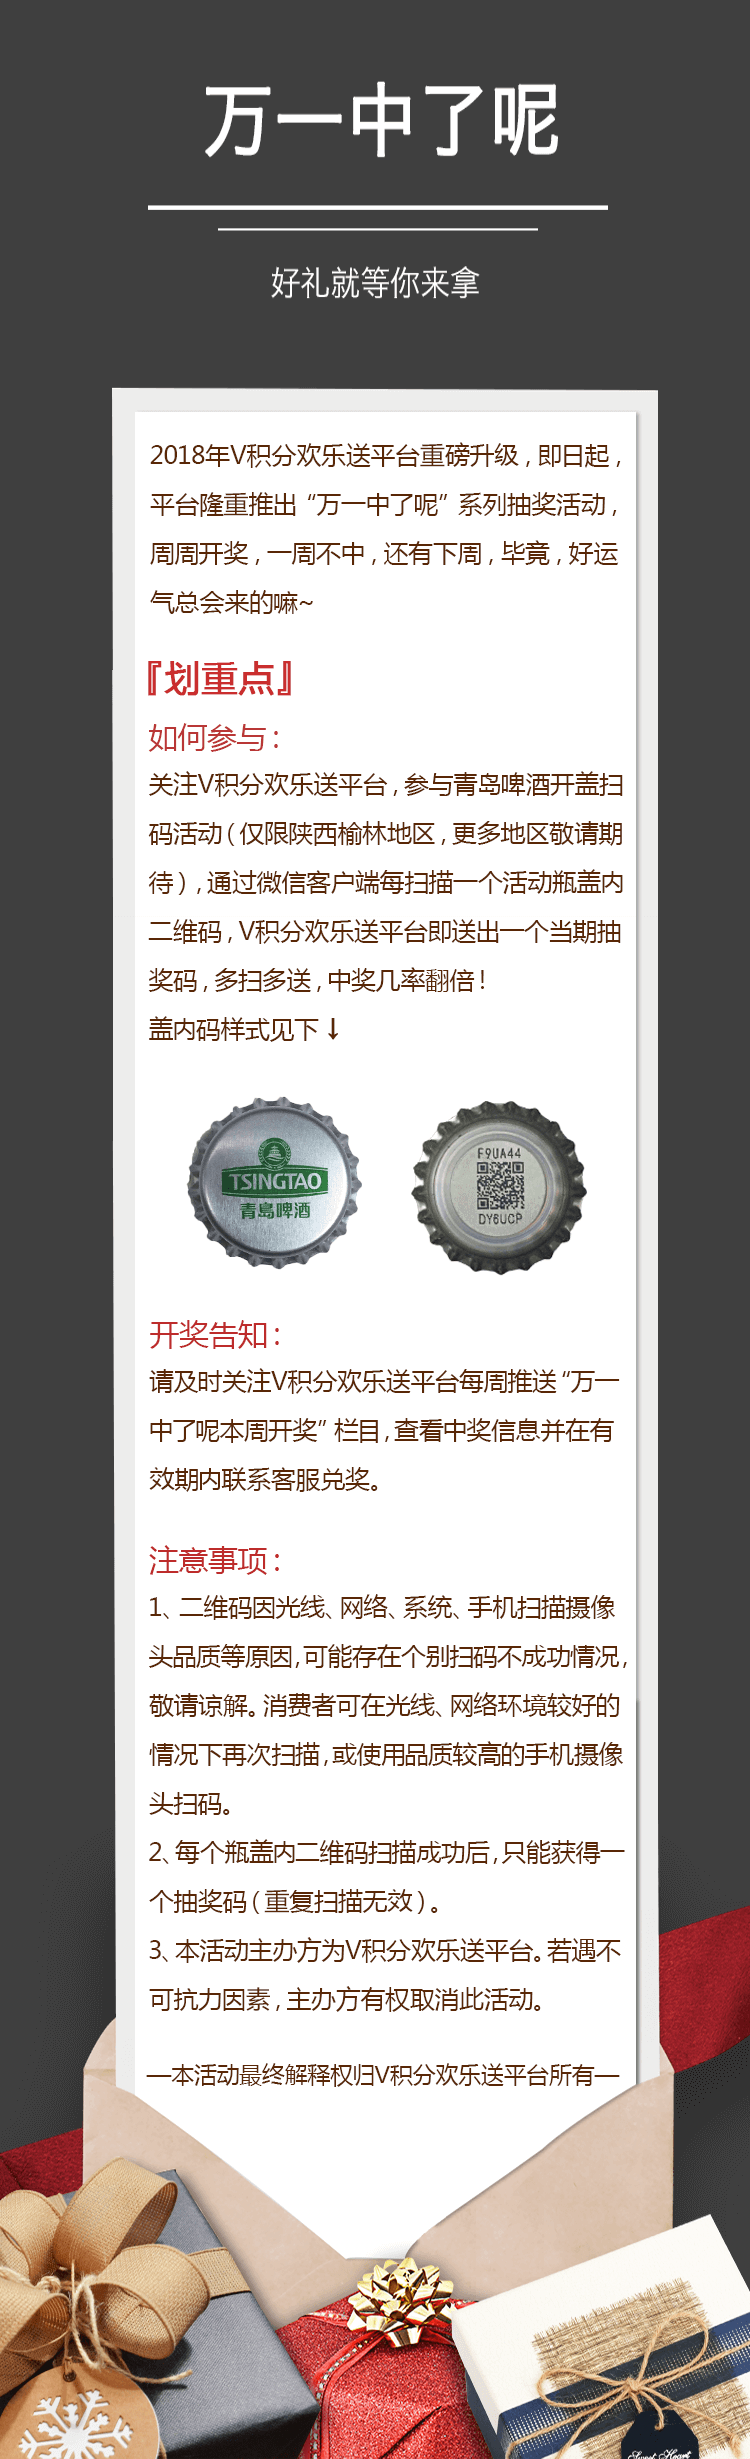 万一中了呢
好礼就等你来拿
2018年V积分欢乐送平台重磅升级，即日起，
平台隆重推出“万一中了呢”系列抽奖活动，
周周开奖，一周不中，还有下周，毕竟，好运
气总会来的嘛~
『划重点』
如何参与：
关注V积分欢乐送平台，参与青岛啤酒开盖扫
码活动（仅限陕西榆林地区，更多地区敬请期
待），通过微信客户端每扫描一个活动瓶盖内
二维码，V积分欢乐送平台即送出一个当期抽
奖码，多扫多送，中奖几率翻倍！
盖内码样式见下↓
TSINGTAO
青島啤酒
F9UA44
DY6UCP
开奖告知：
请及时关注V积分欢乐送平台每周推送“万一
中了呢本周开奖”栏目，查看中奖信息并在有
效期内联系客服兑奖。
注意事项：
1、二维码因光线、网络、系统、手机扫描摄像
头品质等原因，可能存在个别扫码不成功情况，
敬请谅解。消费者可在光线、网络环境较好的
情况下再次扫描，或使用品质较高的手机摄像
头扫码。
2、每个瓶盖内二维码扫描成功后，只能获得一
个抽奖码（重复扫描无效）。
3、本活动主办方为V积分欢乐送平台。若遇不
可抗力因素，主办方有权取消此活动。
—本活动最终解释权归V积分欢乐送平台所有—
Sweet Heart